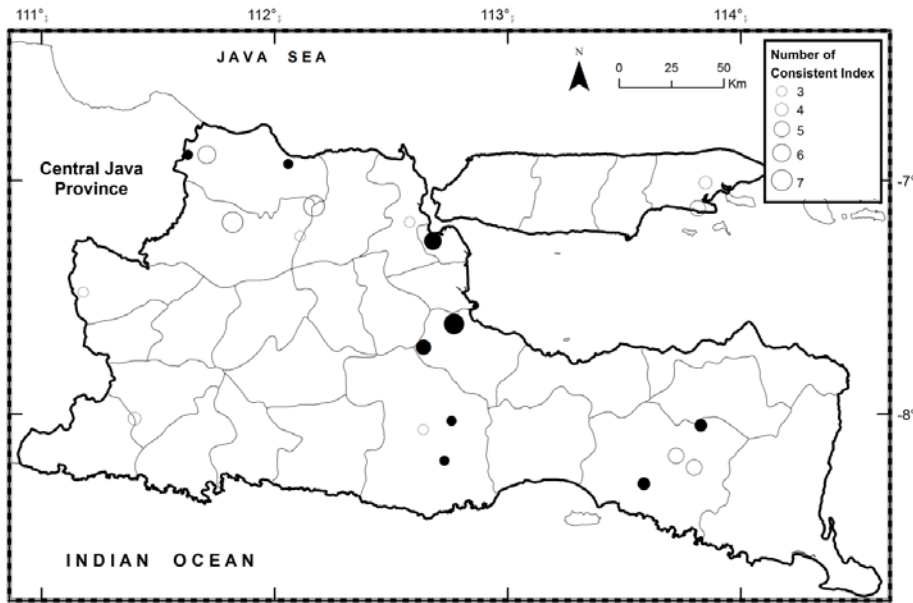 111°; 112°; 113°; 114°;
JAVA SEA
N
0 25 50
Km
Number of
Consistent Index
3
4
5
6
7
Central Java
Province
-7°
-8°
INDIAN OCEAN